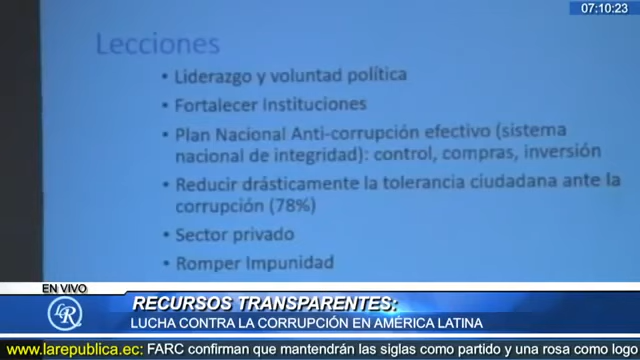 07:10:23
Lecciones
• Liderazgo y voluntad política
• Fortalecer Instituciones
• Plan Nacional Anti-corrupción efectivo (sistema
nacional de integridad): control, compras, inversión
• Reducir drásticamente la tolerancia ciudadana ante la
corrupción (78%)
• Sector privado
• Romper Impunidad
EN VIVO
LR
RECURSOS TRANSPARENTES:
LUCHA CONTRA LA CORRUPCIÓN EN AMÉRICA LATINA
www.larepublica.ec: FARC confirman que mantendrán las siglas como partido y una rosa como logo